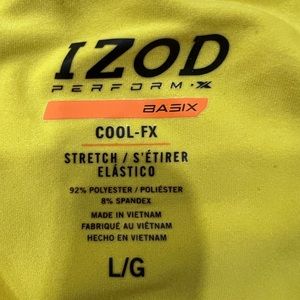 IZOD
PERFORM X
BASIX
COOL-FX
STRETCH / S'ÉTIRER
ELÁSTICO
92% POLYESTER / POLIÉSTER
8% SPANDEX
MADE IN VIETNAM
FABRIQUÉ AU VIÊTNAM
HECHO EN VIETNAM
L/G